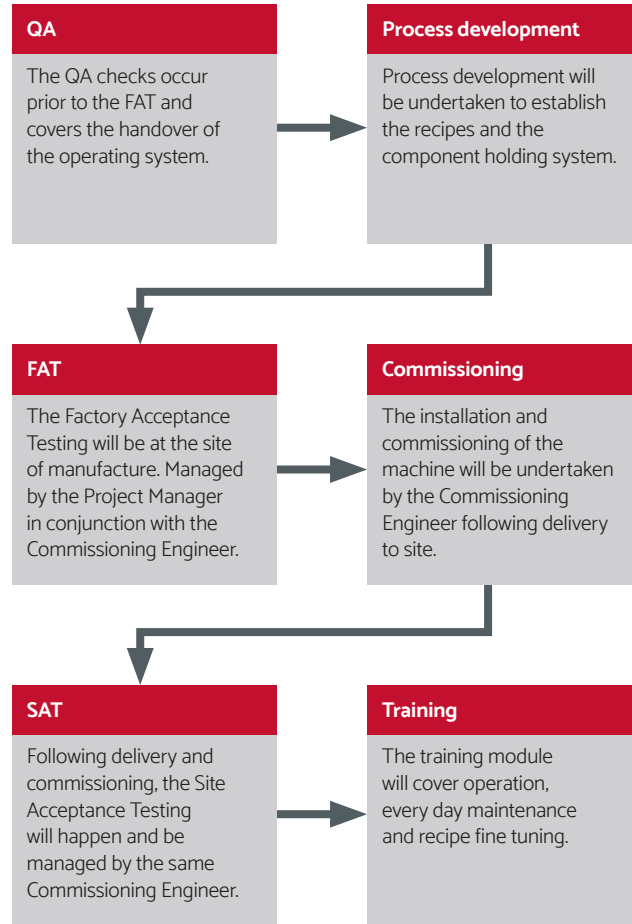 QA
The QA checks occur
prior to the FAT and
covers the handover of
the operating system.
Process development
Process development will
be undertaken to establish
the recipes and the
component holding system.
FAT
The Factory Acceptance
Testing will be at the site
of manufacture. Managed
by the Project Manager
in conjunction with the
Commissioning Engineer.
Commissioning
The installation and
commissioning of the
machine will be undertaken
by the Commissioning
Engineer following delivery
to site.
SAT
Following delivery and
commissioning, the Site
Acceptance Testing
will happen and be
managed by the same
Commissioning Engineer.
Training
The training module
will cover operation,
every day maintenance
and recipe fine tuning.